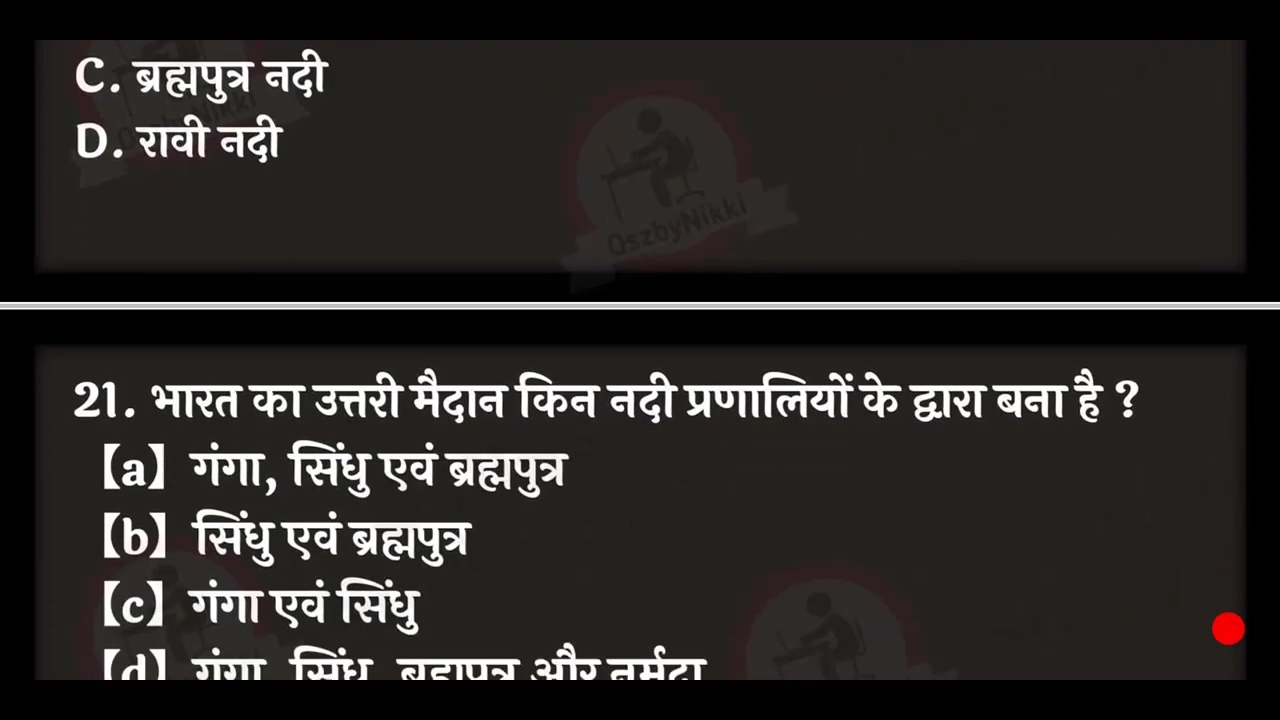 C. ब्रह्मपुत्र नदी
D. रावी नदी
OszbyNikki
21. भारत का उत्तरी मैदान किन नदी प्रणालियों के द्वारा बना है ?
【a】 गंगा, सिंधु एवं ब्रह्मपुत्र
【b】 सिंधु एवं ब्रह्मपुत्र
【c】 गंगा एवं सिंधु
【d】 गंगा, सिंधु, ब्रह्मपुत्र और नर्मदा